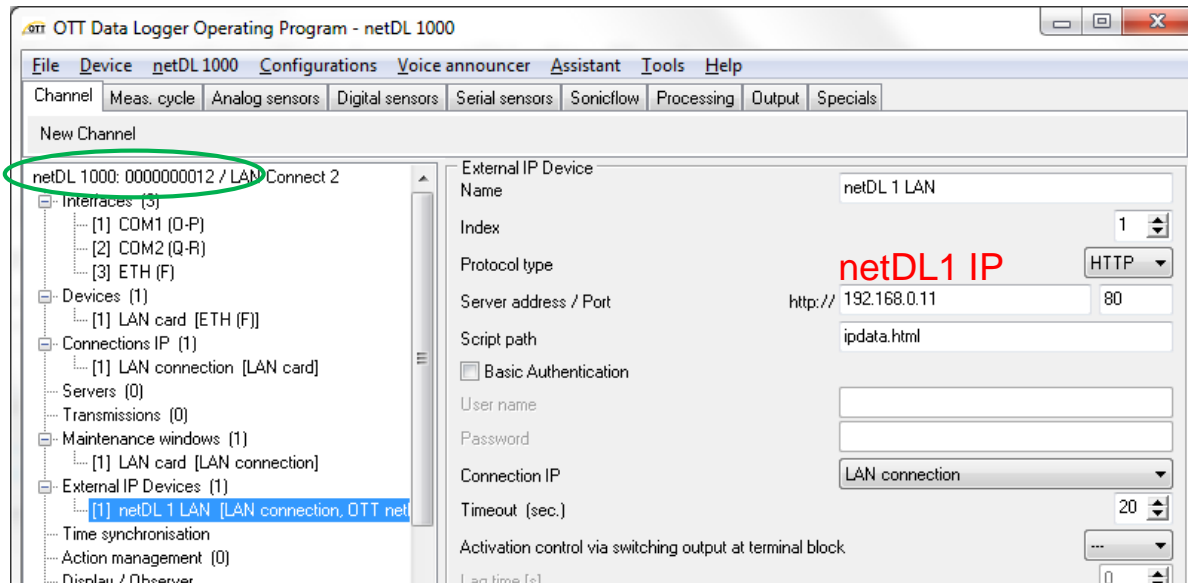 OTT OTT Data Logger Operating Program - netDL 1000
File Device netDL 1000 Configurations Voice announcer Assistant Tools Help
Channel Meas. cycle Analog sensors Digital sensors Serial sensors Sonicflow Processing Output Specials
New Channel
netDL 1000: 0000000012 / LAN Connect 2
Interfaces (3)
[1] COM1 (O-P)
[2] COM2 (Q-R)
[3] ETH (F)
Devices (1)
[1] LAN card [ETH (F)]
Connections IP (1)
[1] LAN connection [LAN card]
Servers (0)
Transmissions (0)
Maintenance windows (1)
[1] LAN card [LAN connection]
External IP Devices (1)
[1] netDL 1 LAN [LAN connection, OTT net
Time synchronisation
Action management (0)
Display / Observer
External IP Device
Name netDL 1 LAN
Index 1
Protocol type netDL1 IP HTTP
Server address / Port http:// 192.168.0.11 80
Script path ipdata.html
Basic Authentication
User name
Password
Connection IP LAN connection
Timeout (sec.) 20
Activation control via switching output at terminal block ---
Lag time [s] 0